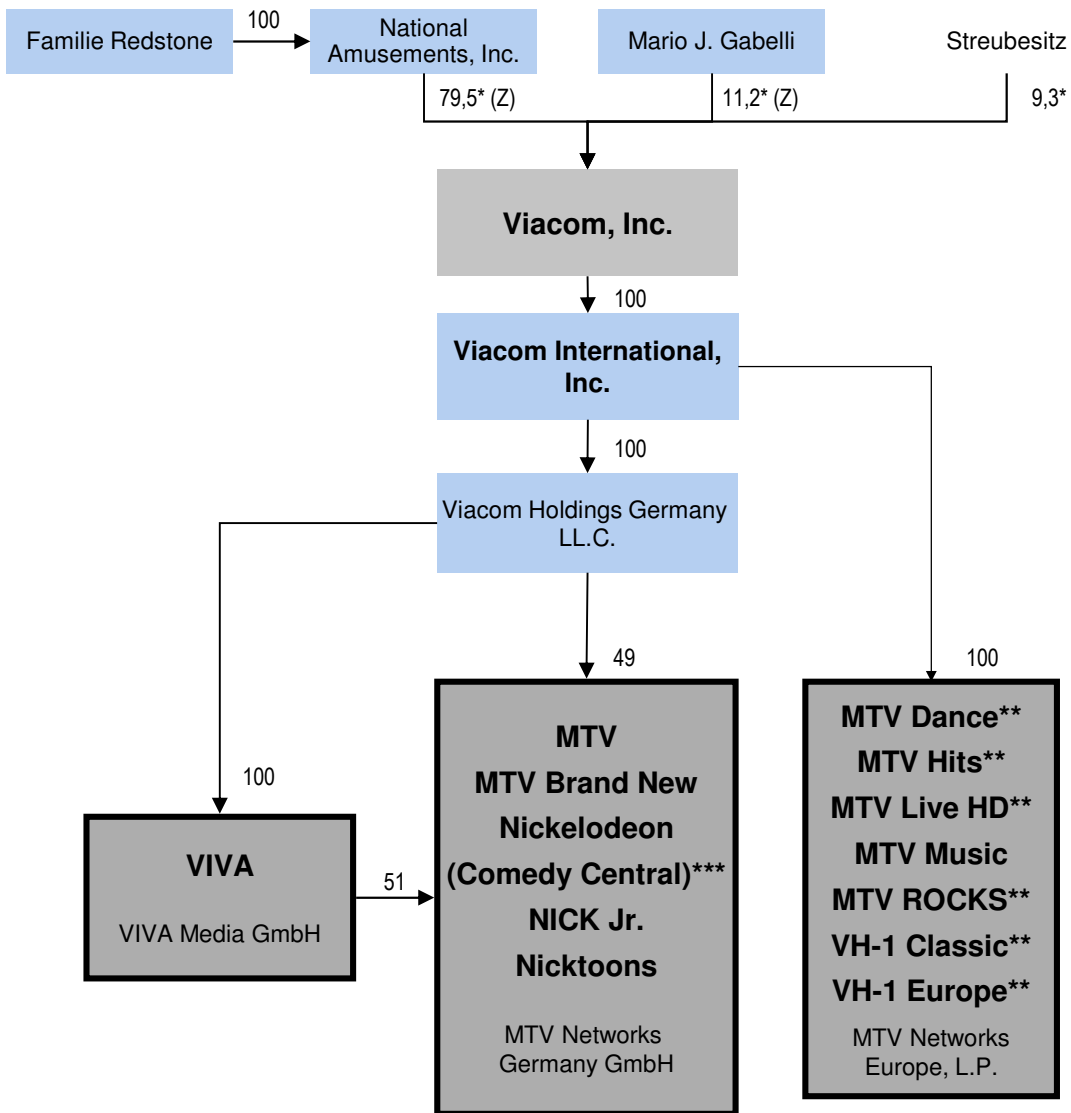 Familie Redstone
100
National
Amusements, Inc.
Mario J. Gabelli
Streubesitz
79,5* (Z)
11,2* (Z)
9,3*
Viacom, Inc.
100
Viacom International,
Inc.
100
Viacom Holdings Germany
LL.C.
49
100
100
VIVA
VIVA Media GmbH
51
MTV
MTV Brand New
Nickelodeon
(Comedy Central)***
NICK Jr.
Nicktoons
MTV Networks
Germany GmbH
MTV Dance**
MTV Hits**
MTV Live HD**
MTV Music
MTV ROCKS**
VH-1 Classic**
VH-1 Europe**
MTV Networks
Europe, L.P.